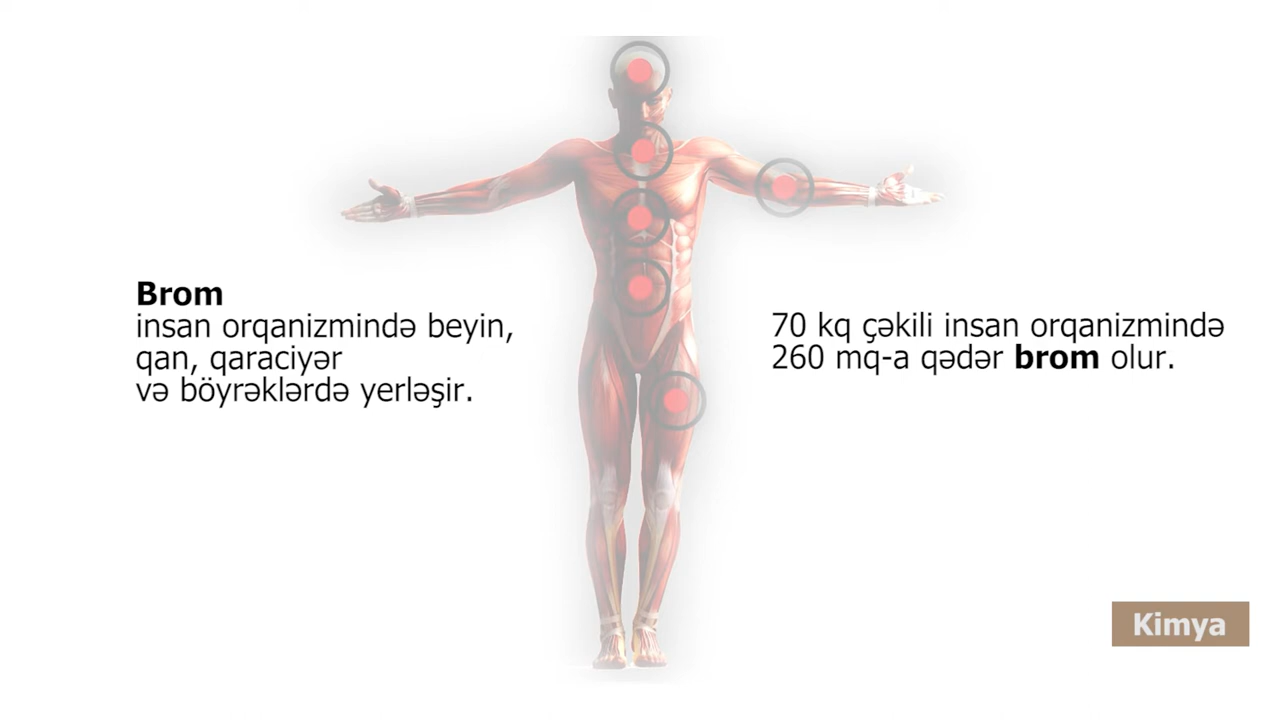 Brom
insan orqanizmində beyin,
qan, qaraciyər
və böyrəklərdə yerləşir.
70 kq çəkili insan orqanizmində
260 mq-a qədər brom olur.
Kimya